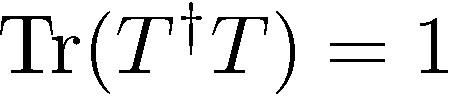 Tr(T†T) = 1